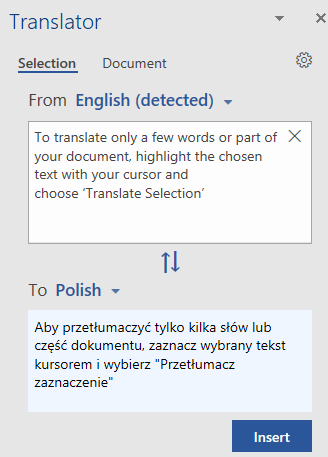 Translator
Selection Document
From English (detected)
To translate only a few words or part of
your document, highlight the chosen
text with your cursor and
choose ‘Translate Selection’
To Polish
Aby przetłumaczyć tylko kilka słów lub
część dokumentu, zaznacz wybrany tekst
kursorem i wybierz "Przetłumacz
zaznaczenie"
Insert